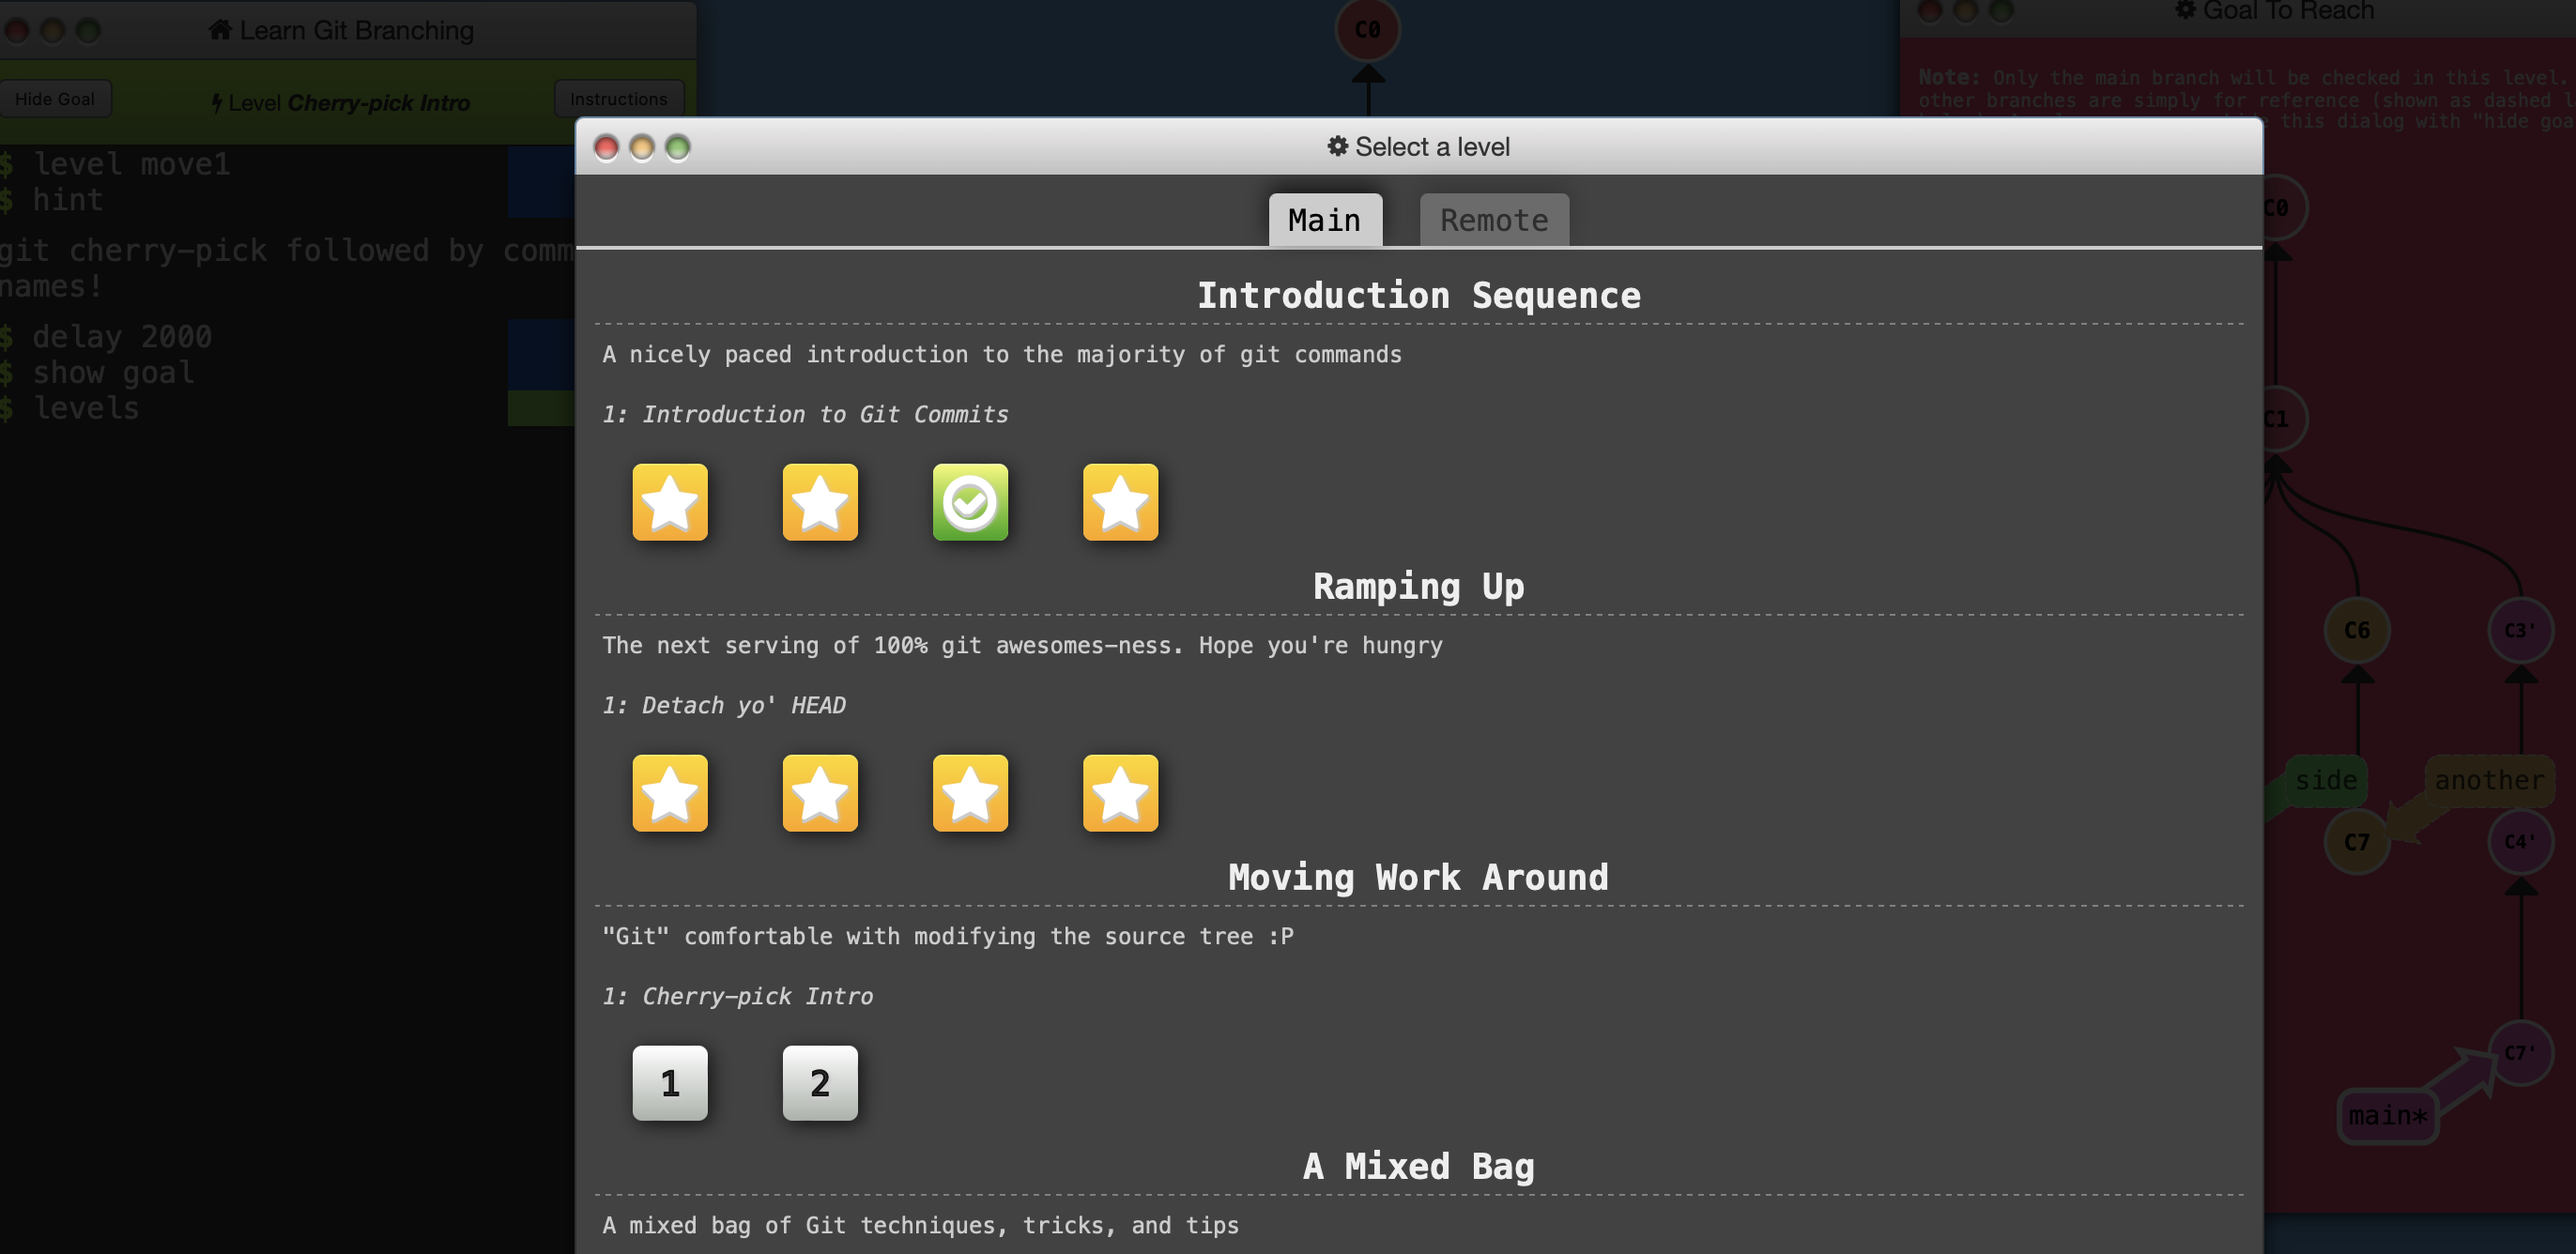 Learn Git Branching
Hide Goal
Level Cherry-pick Intro
Instructions
$ level move1
$ hint
git cherry-pick followed by comm
names!
$ delay 2000
$ show goal
$ levels
C0
Select a level
Main
Remote
Introduction Sequence
A nicely paced introduction to the majority of git commands
1: Introduction to Git Commits
Ramping Up
The next serving of 100% git awesomes-ness. Hope you're hungry
1: Detach yo' HEAD
Moving Work Around
"Git" comfortable with modifying the source tree :P
1: Cherry-pick Intro
1
2
A Mixed Bag
A mixed bag of Git techniques, tricks, and tips
Goal To Reach
Note: Only the main branch will be checked in this level.
other branches are simply for reference (shown as dashed
this dialog with "hide goa
C0
C1
C6
C3'
side
another
C7
C4'
C7'
main*